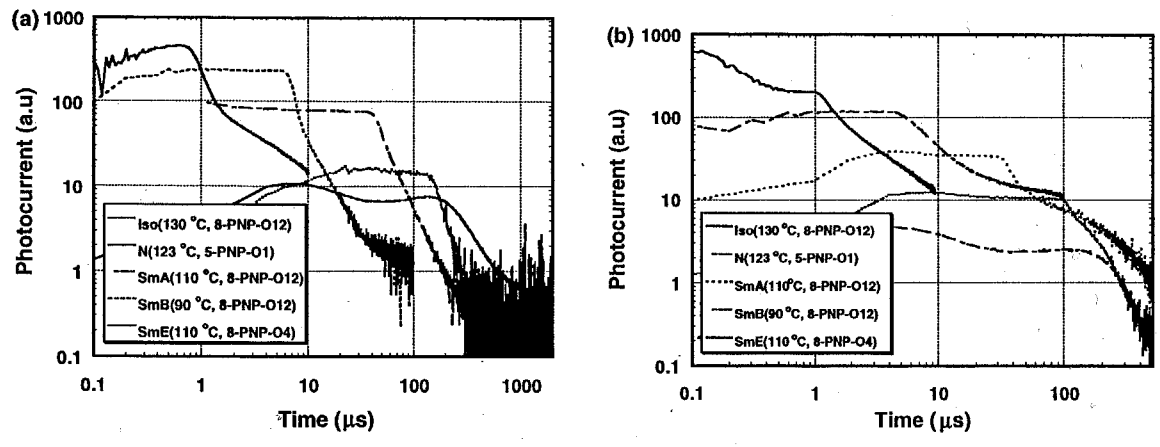 (a)
1000
100
10
1
0.1
Photocurrent (a.u)
Iso(130 °C, 8-PNP-O12)
N(123 °C, 5-PNP-O1)
SmA(110 °C, 8-PNP-O12)
SmB(90 °C, 8-PNP-O12)
SmE(110 °C, 8-PNP-O4)
0.1 1 10 100 1000
Time (µs)
(b)
1000
100
10
1
0.1
Photocurrent (a.u)
Iso(130 °C, 8-PNP-O12)
N(123 °C, 5-PNP-O1)
SmA(110°C, 8-PNP-O12)
SmB(90 °C, 8-PNP-O12)
SmE(110 °C, 8-PNP-O4)
0.1 1 10 100
Time (µs)